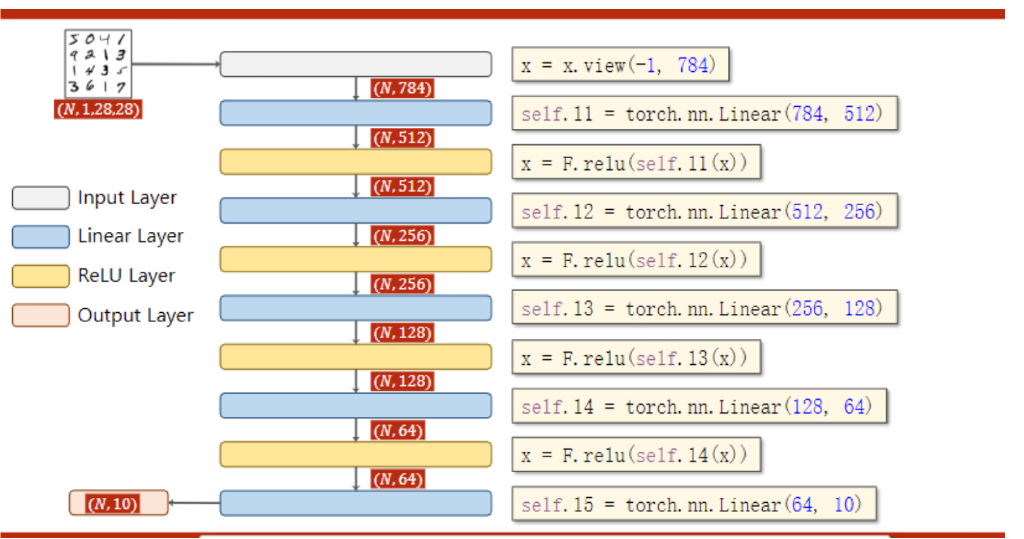 5 0 4 1
9 2 1 3
1 4 3 5
3 6 1 7
(N,1,28,28)
x = x.view(-1, 784)
(N,784)
self.l1 = torch.nn.Linear(784, 512)
(N,512)
x = F.relu(self.l1(x))
(N,512)
self.l2 = torch.nn.Linear(512, 256)
(N,256)
x = F.relu(self.l2(x))
(N,256)
self.l3 = torch.nn.Linear(256, 128)
(N,128)
x = F.relu(self.l3(x))
(N,128)
self.l4 = torch.nn.Linear(128, 64)
(N,64)
x = F.relu(self.l4(x))
(N,64)
self.l5 = torch.nn.Linear(64, 10)
(N,10)
Input Layer
Linear Layer
ReLU Layer
Output Layer